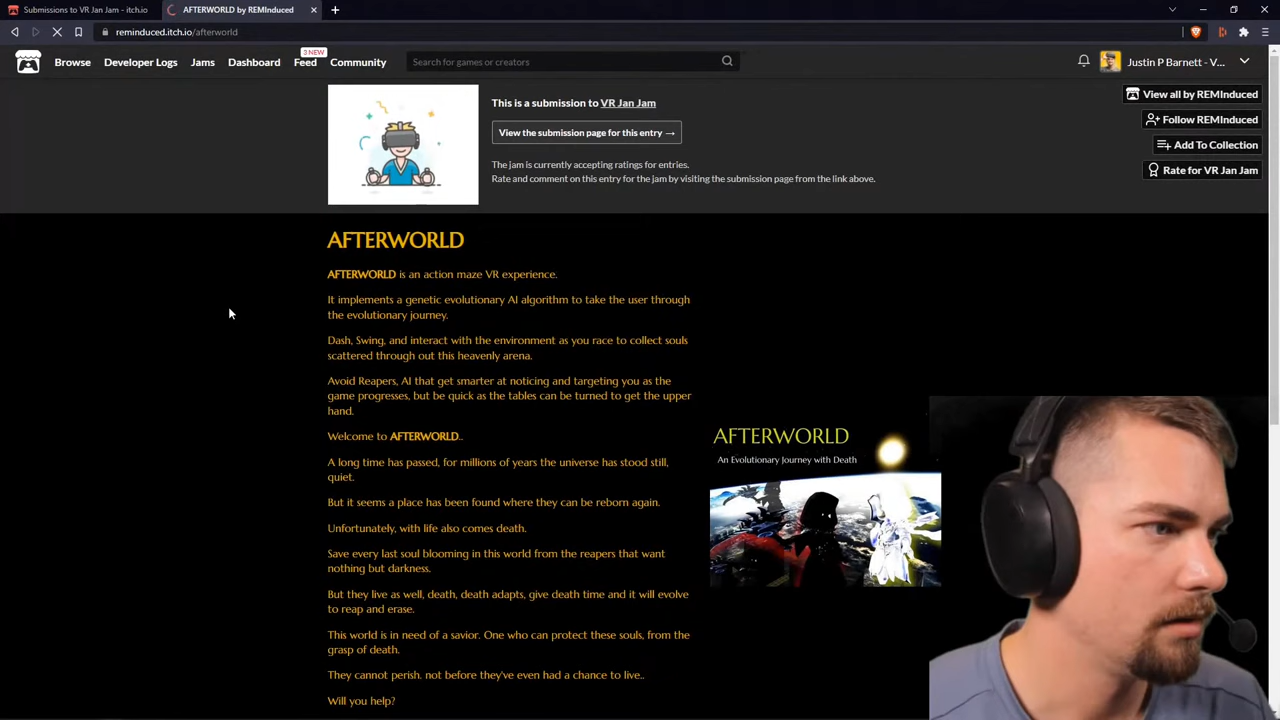 Submissions to VR Jan Jam - itch.io
AFTERWORLD by REMInduced
reminduced.itch.io/afterworld
3 NEW
Browse Developer Logs Jams Dashboard Feed Community
Search for games or creators
Justin P Barnett - V...
This is a submission to VR Jan Jam
View the submission page for this entry →
The jam is currently accepting ratings for entries.
Rate and comment on this entry for the jam by visiting the submission page from the link above.
View all by REMInduced
Follow REMInduced
Add To Collection
Rate for VR Jan Jam
AFTERWORLD
AFTERWORLD is an action maze VR experience.
It implements a genetic evolutionary AI algorithm to take the user through
the evolutionary journey.
Dash, Swing, and interact with the environment as you race to collect souls
scattered through out this heavenly arena.
Avoid Reapers, AI that get smarter at noticing and targeting you as the
game progresses, but be quick as the tables can be turned to get the upper
hand.
Welcome to AFTERWORLD..
A long time has passed, for millions of years the universe has stood still,
quiet.
But it seems a place has been found where they can be reborn again.
Unfortunately, with life also comes death.
Save every last soul blooming in this world from the reapers that want
nothing but darkness.
But they live as well, death, death adapts, give death time and it will evolve
to reap and erase.
This world is in need of a savior. One who can protect these souls, from the
grasp of death.
They cannot perish. not before they've even had a chance to live..
Will you help?
AFTERWORLD
An Evolutionary Journey with Death